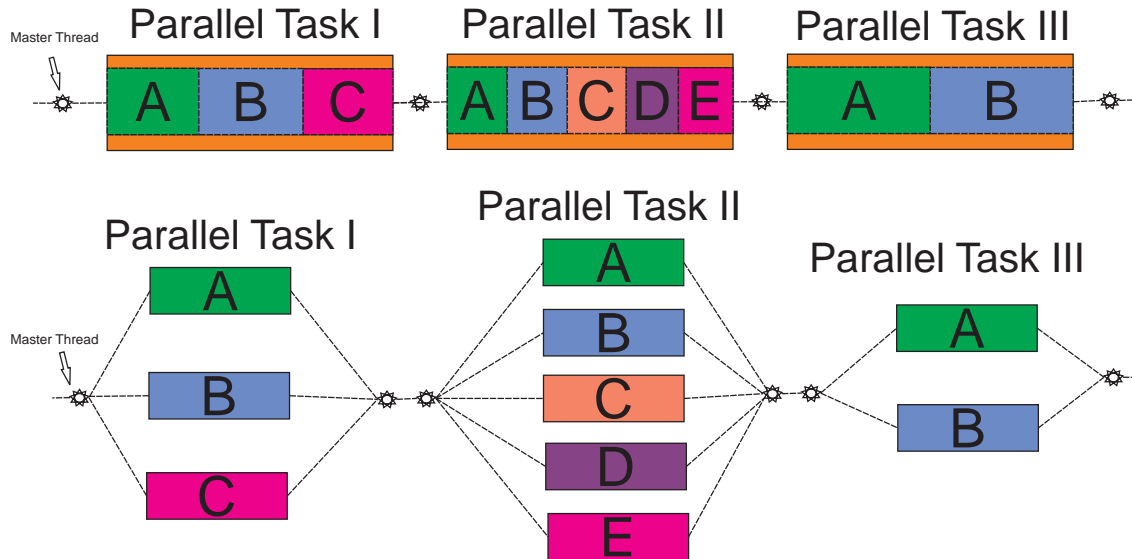 Parallel Task I
Parallel Task II
Parallel Task III
Master Thread
A B C
A B C D E
A B
Parallel Task I
Parallel Task II
Parallel Task III
Master Thread
A
B
C
A
B
C
D
E
A
B